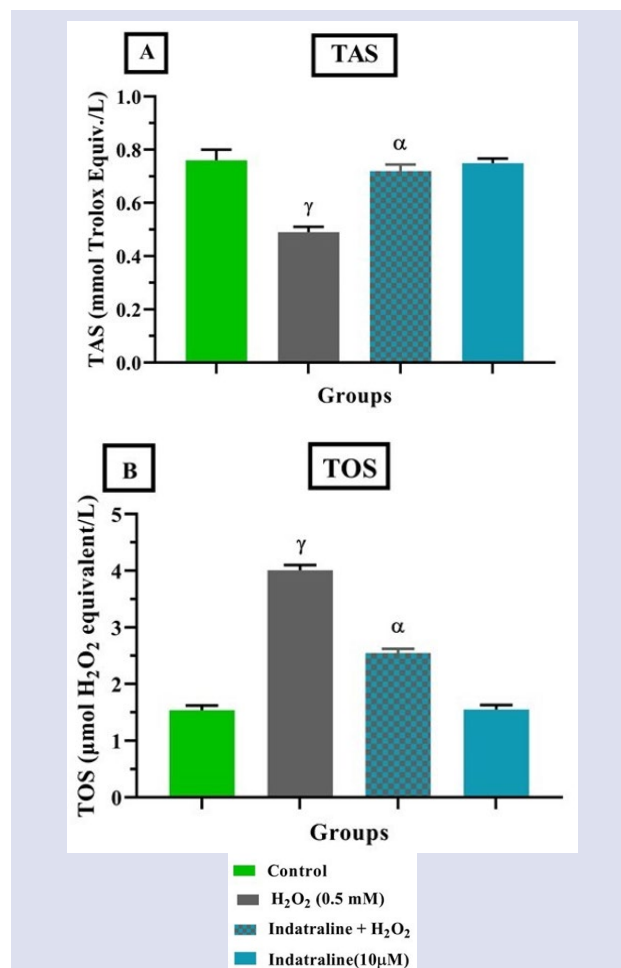 A
TAS
TAS (mmol Trolox Equiv./L)
1.0
0.8
0.6
0.4
0.2
0.0
γ
α
Groups
B
TOS
TOS (µmol H₂O₂ equivalent/L)
5
4
3
2
1
0
γ
α
Groups
Control
H₂O₂ (0.5 mM)
Indatraline + H₂O₂
Indatraline(10µM)